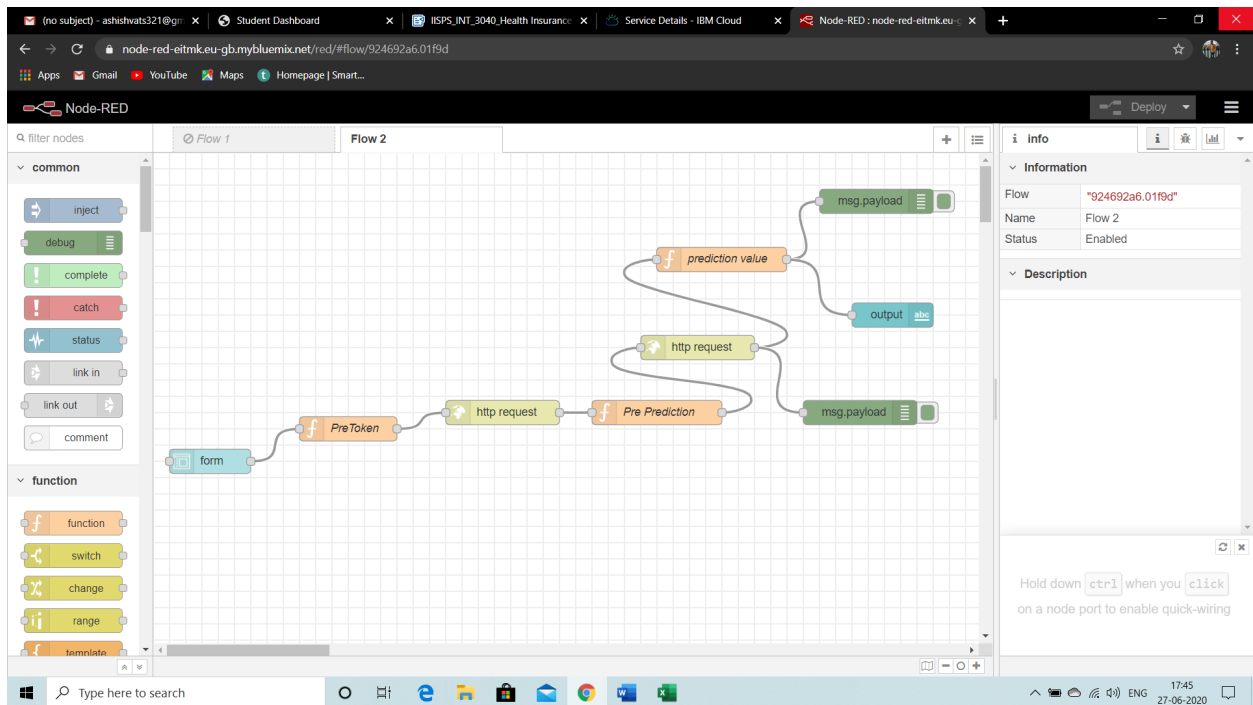 (no subject) - ashishvats321@gm
Student Dashboard
IISPS_INT_3040_Health Insurance
Service Details - IBM Cloud
Node-RED : node-red-eitmk.eu-g
node-red-eitmk.eu-gb.mybluemix.net/red/#flow/924692a6.01f9d
Apps
Gmail
YouTube
Maps
Homepage | Smart...
Node-RED
Deploy
filter nodes
Flow 1
Flow 2
i info
i
common
inject
debug
complete
catch
status
link in
link out
comment
function
function
switch
change
range
template
form
PreToken
http request
Pre Prediction
http request
prediction value
msg.payload
output abc
msg.payload
Information
Flow "924692a6.01f9d"
Name Flow 2
Status Enabled
Description
Hold down ctrl when you click
on a node port to enable quick-wiring
Type here to search
ENG
17:45
27-06-2020